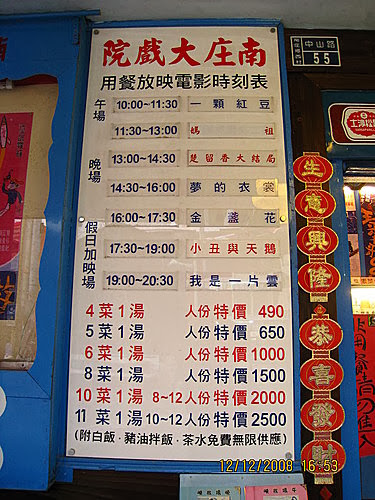 南庄大戲院
用餐放映電影時刻表
午場
10:00~11:30 一顆紅豆
11:30~13:00 媽祖
晚場
13:00~14:30 楚留香大結局
14:30~16:00 夢的衣裳
16:00~17:30 金盞花
假日加映場
17:30~19:00 小丑與天鵝
19:00~20:30 我是一片雲
4菜1湯 人份特價 490
5菜1湯 人份特價 650
6菜1湯 人份特價 1000
8菜1湯 人份特價 1500
10菜1湯 8~12人份特價 2000
11菜1湯 10~12人份特價 2500
(附白飯．豬油拌飯．茶水免費無限供應)
中山路
55
生意興隆
恭喜發財
12/12/2008 16:53